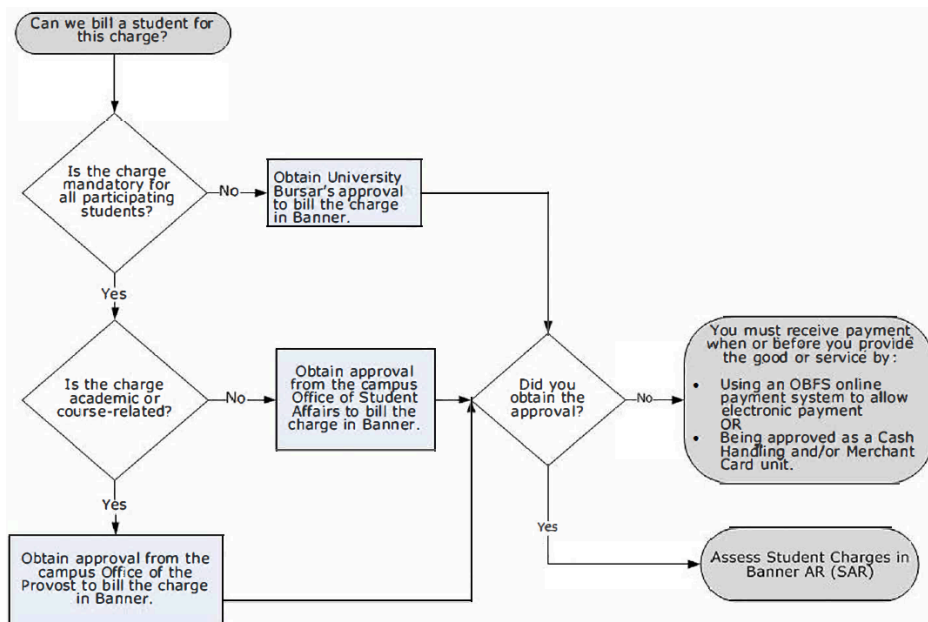 Can we bill a student for
this charge?
Is the charge
mandatory for
all participating
students?
No
Obtain University
Bursar's approval
to bill the charge
in Banner.
Yes
Is the charge
academic or
course-related?
No
Obtain approval
from the campus
Office of Student
Affairs to bill the
charge in Banner.
Did you
obtain the
approval?
No
You must receive payment
when or before you provide
the good or service by:
• Using an OBFS online
payment system to allow
electronic payment
OR
• Being approved as a Cash
Handling and/or Merchant
Card unit.
Yes
Obtain approval from the
campus Office of the
Provost to bill the charge
in Banner.
Yes
Assess Student Charges in
Banner AR (SAR)